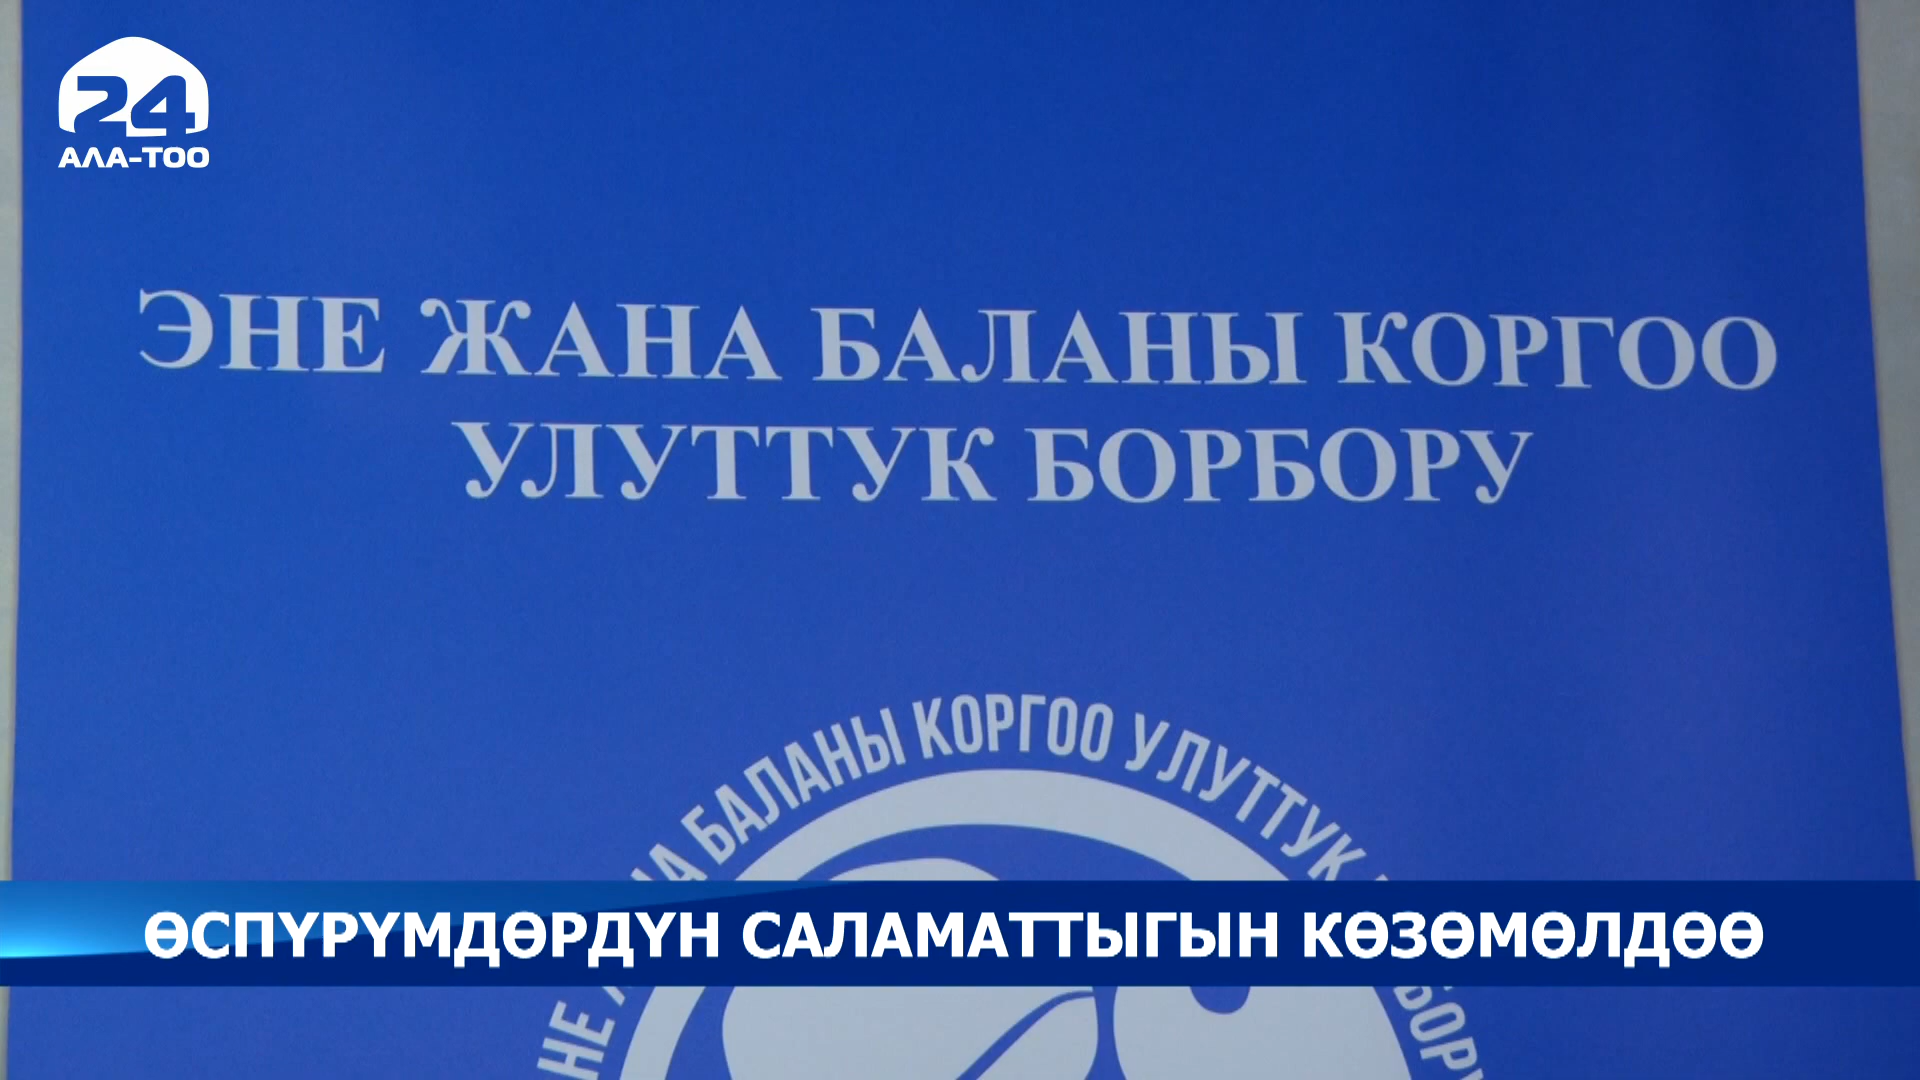 24
АЛА-ТОО
ЭНЕ ЖАНА БАЛАНЫ КОРГОО
УЛУТТУК БОРБОРУ
БАЛАНЫ КОРГОО УЛУТТУК
ӨСПҮРҮМДӨРДҮН САЛАМАТТЫГЫН КӨЗӨМӨЛДӨӨ